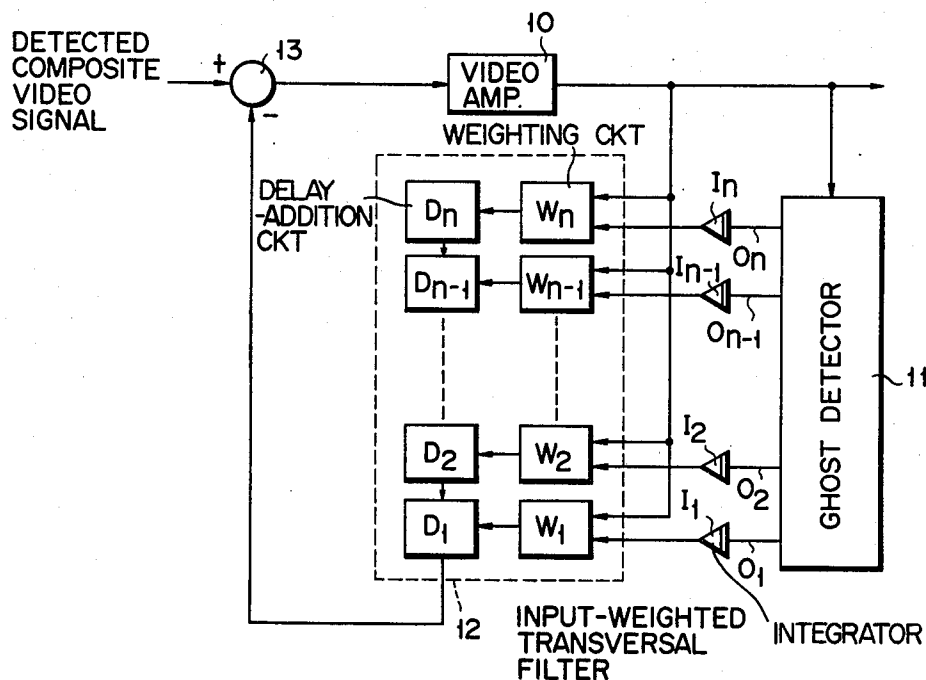 DETECTED
COMPOSITE
VIDEO
SIGNAL
+
13
-
10
VIDEO
AMP.
WEIGHTING CKT
DELAY
-ADDITION
CKT
Dn
Wn
In
On
Dn-1
Wn-1
In-1
On-1
GHOST DETECTOR
11
D2
W2
I2
O2
D1
W1
I1
O1
12
INPUT-WEIGHTED
TRANSVERSAL
FILTER
INTEGRATOR